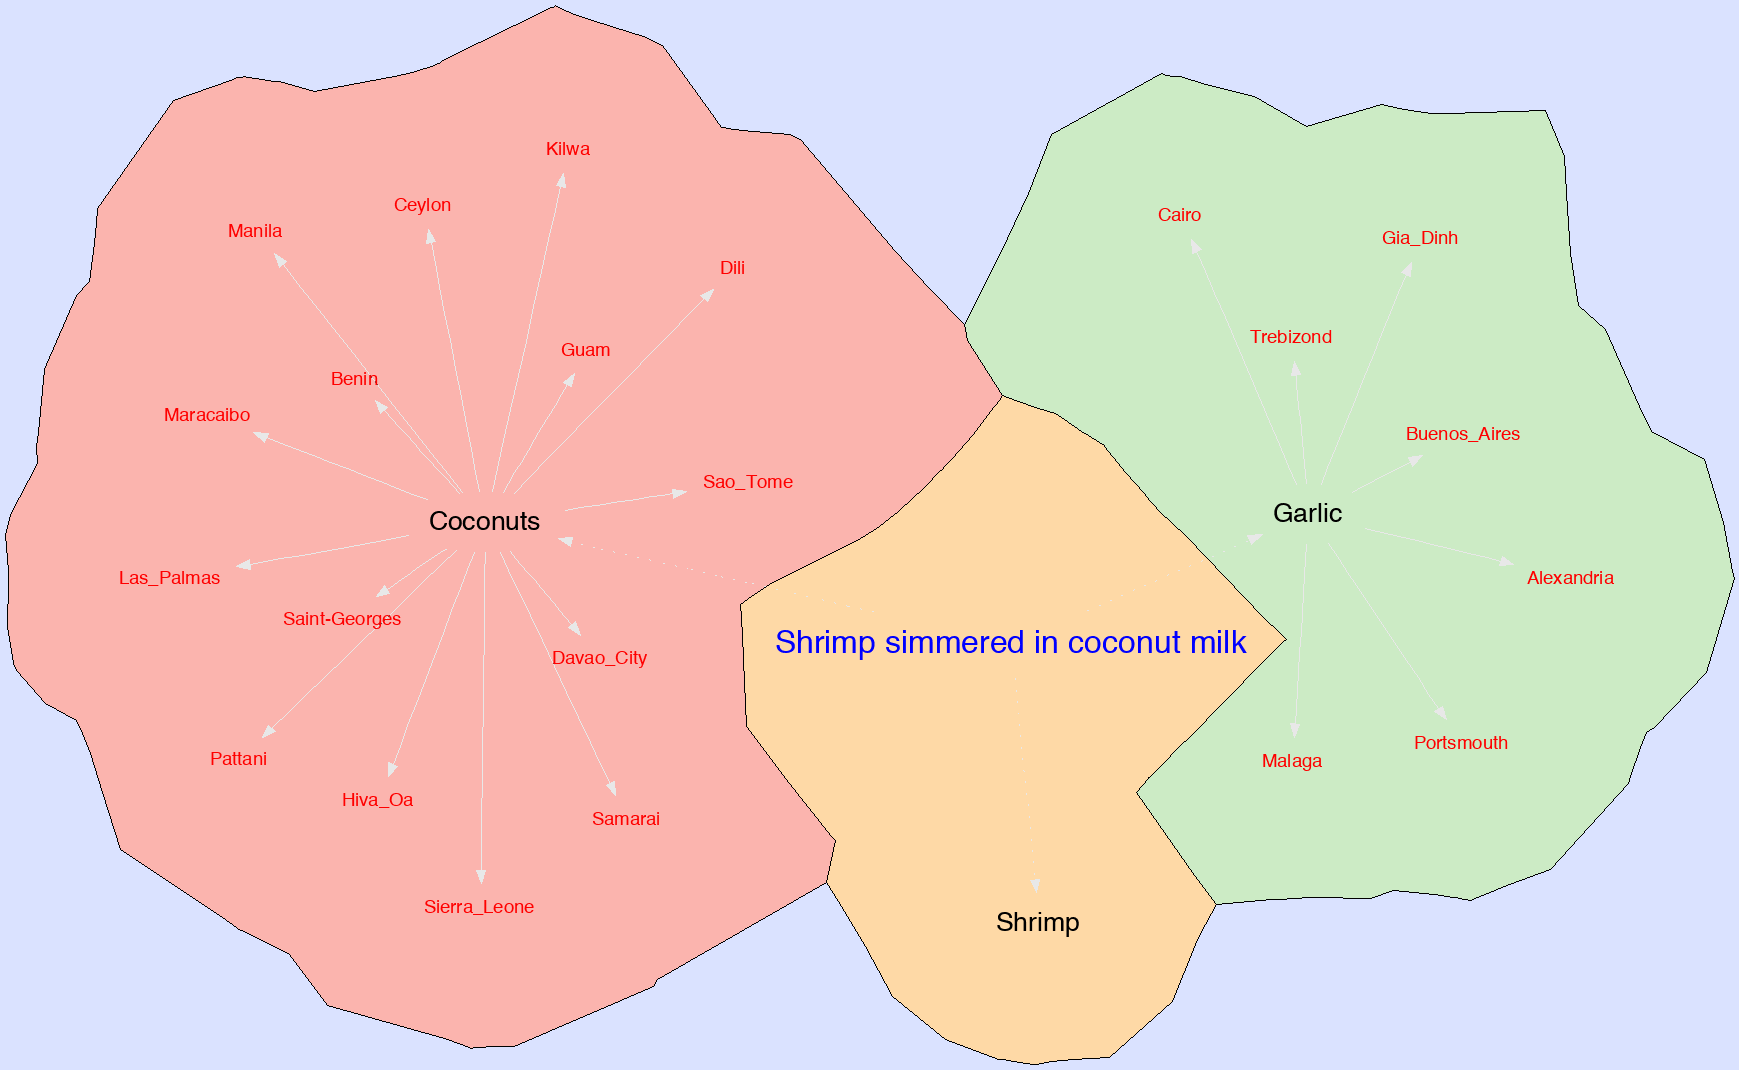 Kilwa
Ceylon
Manila
Dili
Guam
Benin
Maracaibo
Sao_Tome
Coconuts
Las_Palmas
Saint-Georges
Davao_City
Pattani
Hiva_Oa
Samarai
Sierra_Leone
Cairo
Gia_Dinh
Trebizond
Buenos_Aires
Garlic
Alexandria
Portsmouth
Malaga
Shrimp simmered in coconut milk
Shrimp